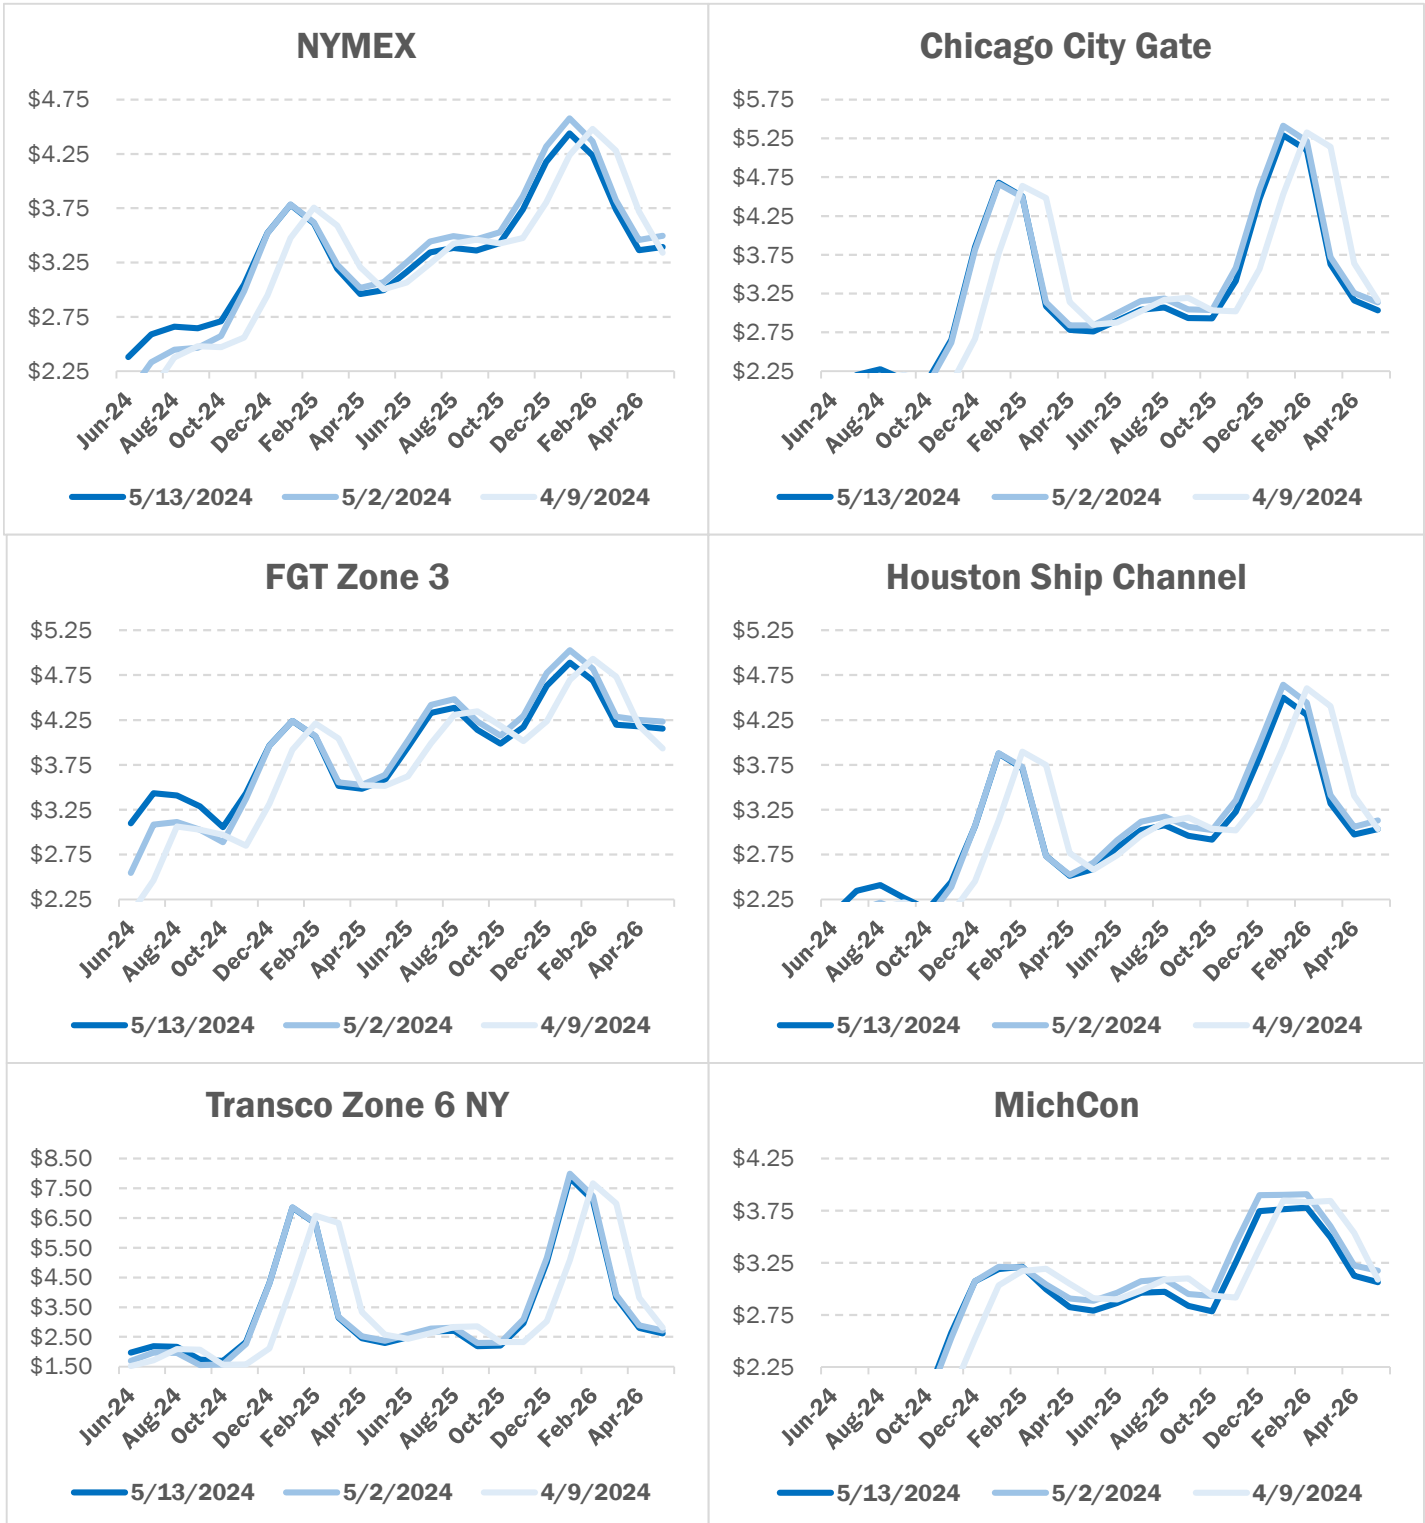 NYMEX
$4.75
$4.25
$3.75
$3.25
$2.75
$2.25
Jun-24
Aug-24
Oct-24
Dec-24
Feb-25
Apr-25
Jun-25
Aug-25
Oct-25
Dec-25
Feb-26
Apr-26
5/13/2024 5/2/2024 4/9/2024
Chicago City Gate
$5.75
$5.25
$4.75
$4.25
$3.75
$3.25
$2.75
$2.25
Jun-24
Aug-24
Oct-24
Dec-24
Feb-25
Apr-25
Jun-25
Aug-25
Oct-25
Dec-25
Feb-26
Apr-26
5/13/2024 5/2/2024 4/9/2024
FGT Zone 3
$5.25
$4.75
$4.25
$3.75
$3.25
$2.75
$2.25
Jun-24
Aug-24
Oct-24
Dec-24
Feb-25
Apr-25
Jun-25
Aug-25
Oct-25
Dec-25
Feb-26
Apr-26
5/13/2024 5/2/2024 4/9/2024
Houston Ship Channel
$5.25
$4.75
$4.25
$3.75
$3.25
$2.75
$2.25
Jun-24
Aug-24
Oct-24
Dec-24
Feb-25
Apr-25
Jun-25
Aug-25
Oct-25
Dec-25
Feb-26
Apr-26
5/13/2024 5/2/2024 4/9/2024
Transco Zone 6 NY
$8.50
$7.50
$6.50
$5.50
$4.50
$3.50
$2.50
$1.50
Jun-24
Aug-24
Oct-24
Dec-24
Feb-25
Apr-25
Jun-25
Aug-25
Oct-25
Dec-25
Feb-26
Apr-26
5/13/2024 5/2/2024 4/9/2024
MichCon
$4.25
$3.75
$3.25
$2.75
$2.25
Jun-24
Aug-24
Oct-24
Dec-24
Feb-25
Apr-25
Jun-25
Aug-25
Oct-25
Dec-25
Feb-26
Apr-26
5/13/2024 5/2/2024 4/9/2024